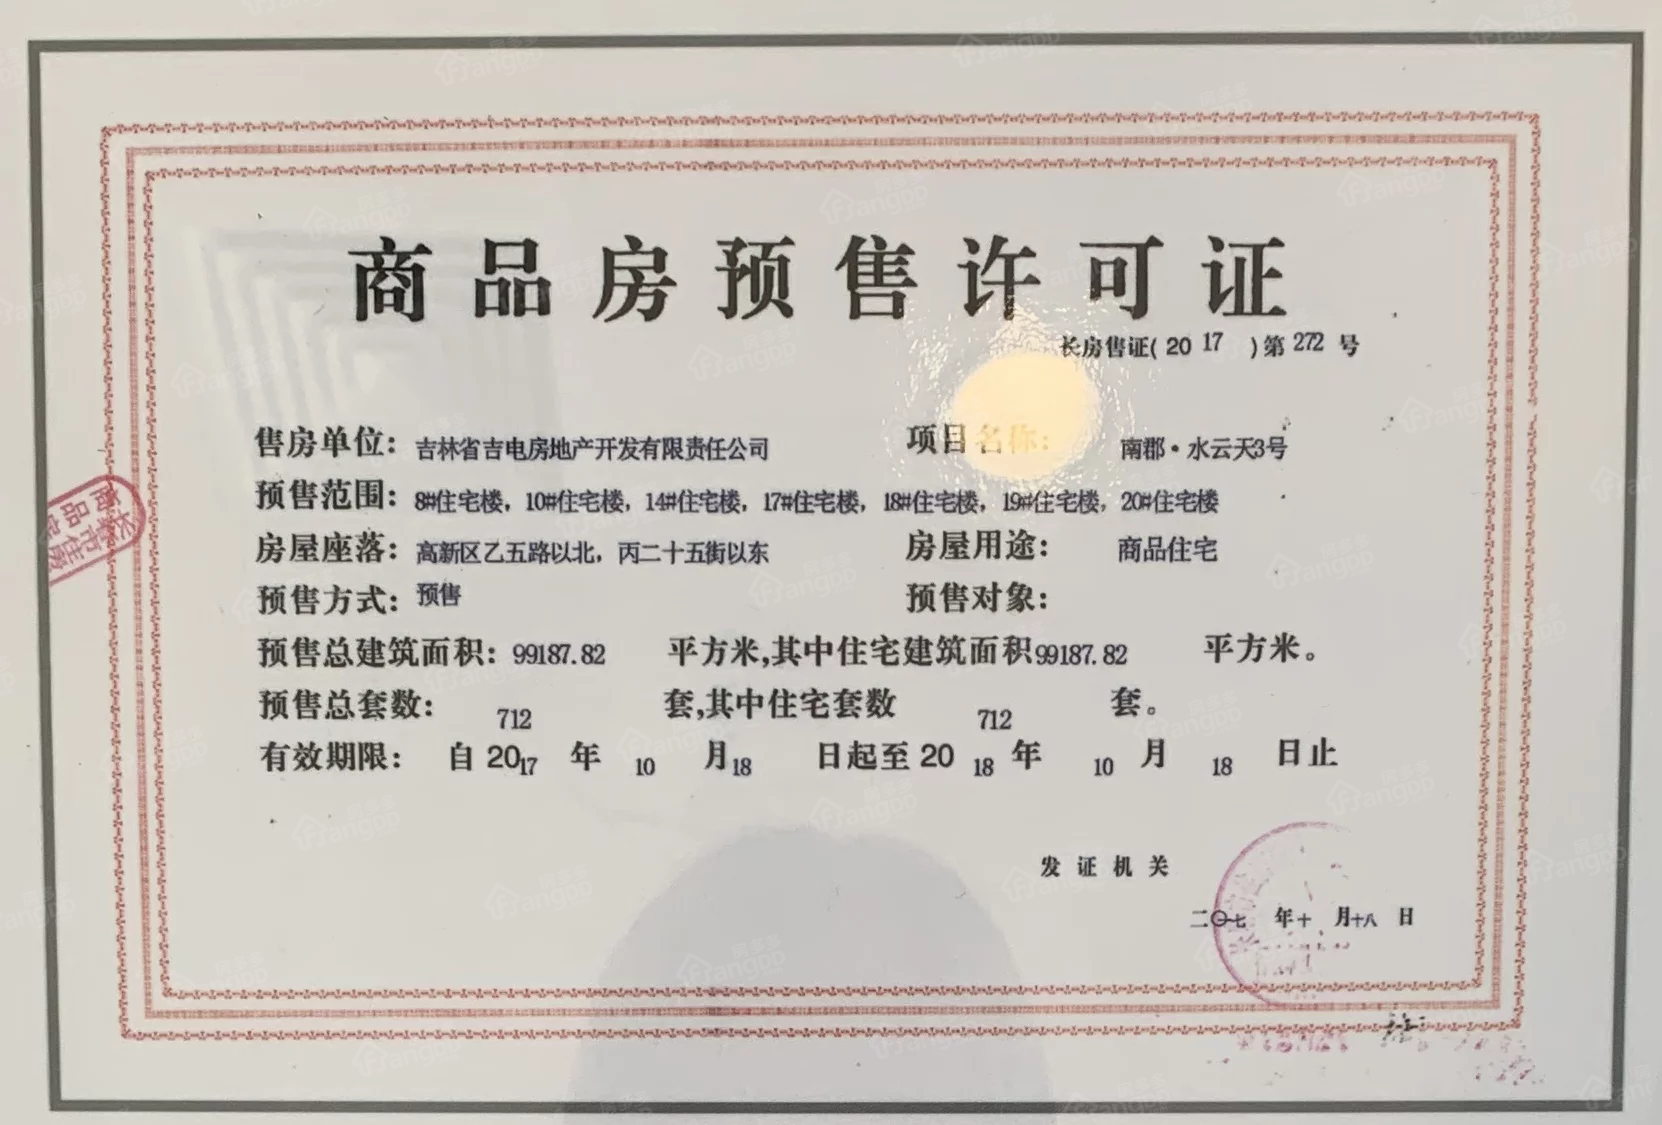 商品房预售许可证
长房售证(2017)第272号
售房单位：吉林省吉电房地产开发有限责任公司 项目名称：南郡·水云天3号
预售范围：8#住宅楼，10#住宅楼，14#住宅楼，17#住宅楼，18#住宅楼，19#住宅楼，20#住宅楼
房屋座落：高新区乙五路以北，丙二十五街以东 房屋用途：商品住宅
预售方式：预售 预售对象：
预售总建筑面积：99187.82 平方米,其中住宅建筑面积99187.82 平方米。
预售总套数：712 套,其中住宅套数 712 套。
有效期限：自2017年10月18日起至2018年10月18日止
发证机关
二〇一七年十月十八日